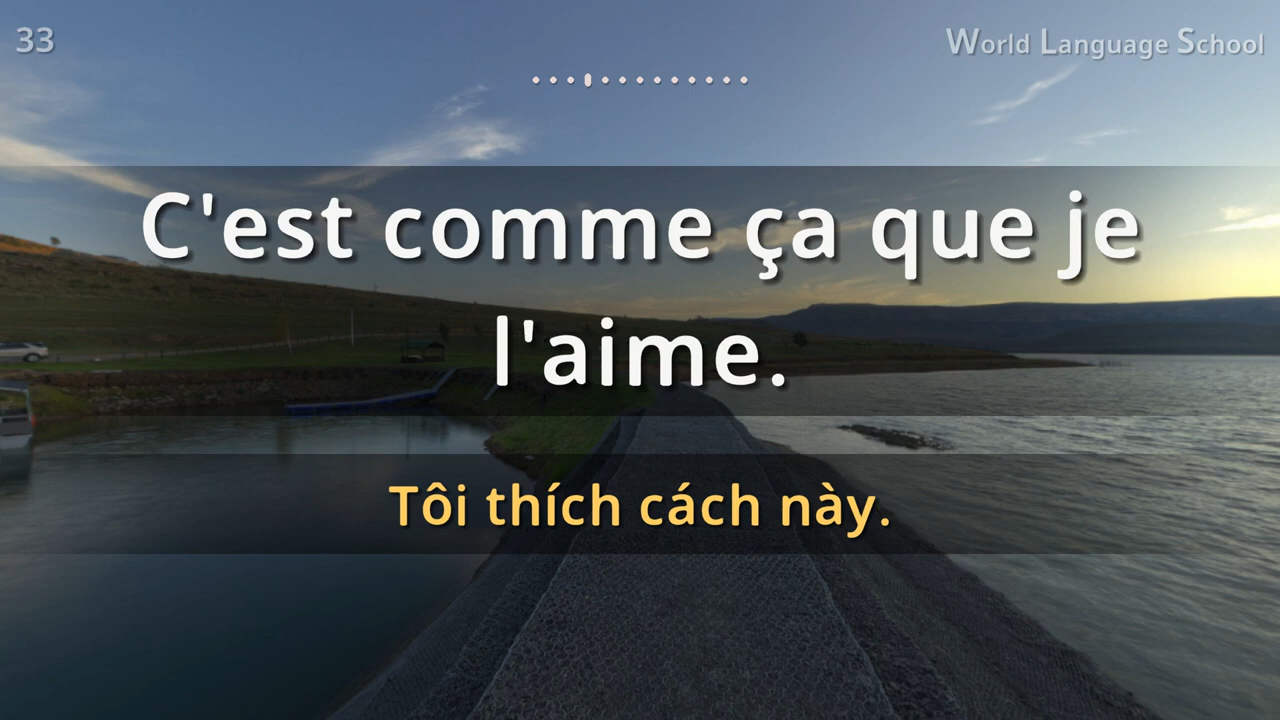 33
World Language School
C'est comme ça que je
l'aime.
Tôi thích cách này.